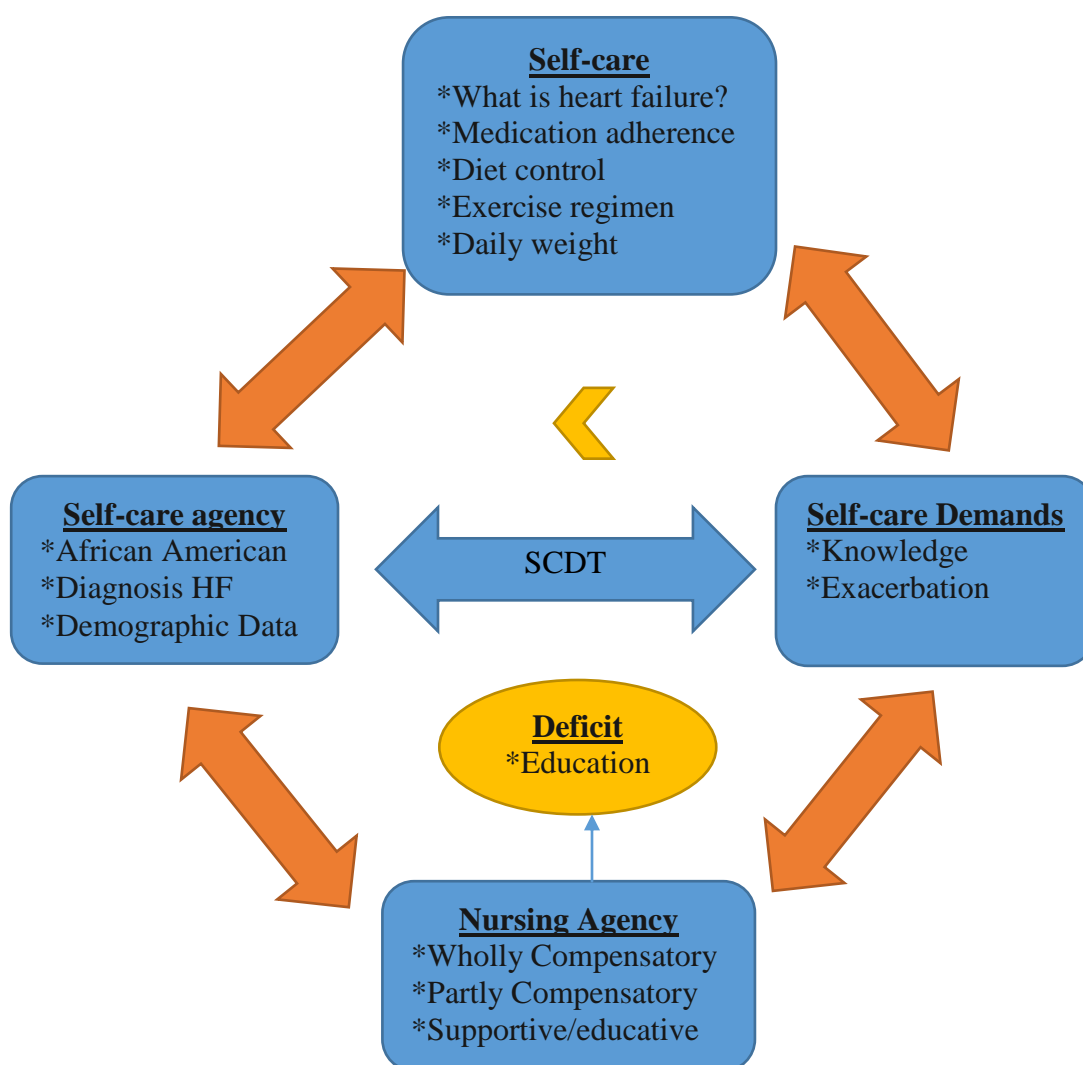 Self-care
*What is heart failure?
*Medication adherence
*Diet control
*Exercise regimen
*Daily weight
Self-care agency
*African American
*Diagnosis HF
*Demographic Data
SCDT
Self-care Demands
*Knowledge
*Exacerbation
Deficit
*Education
Nursing Agency
*Wholly Compensatory
*Partly Compensatory
*Supportive/educative